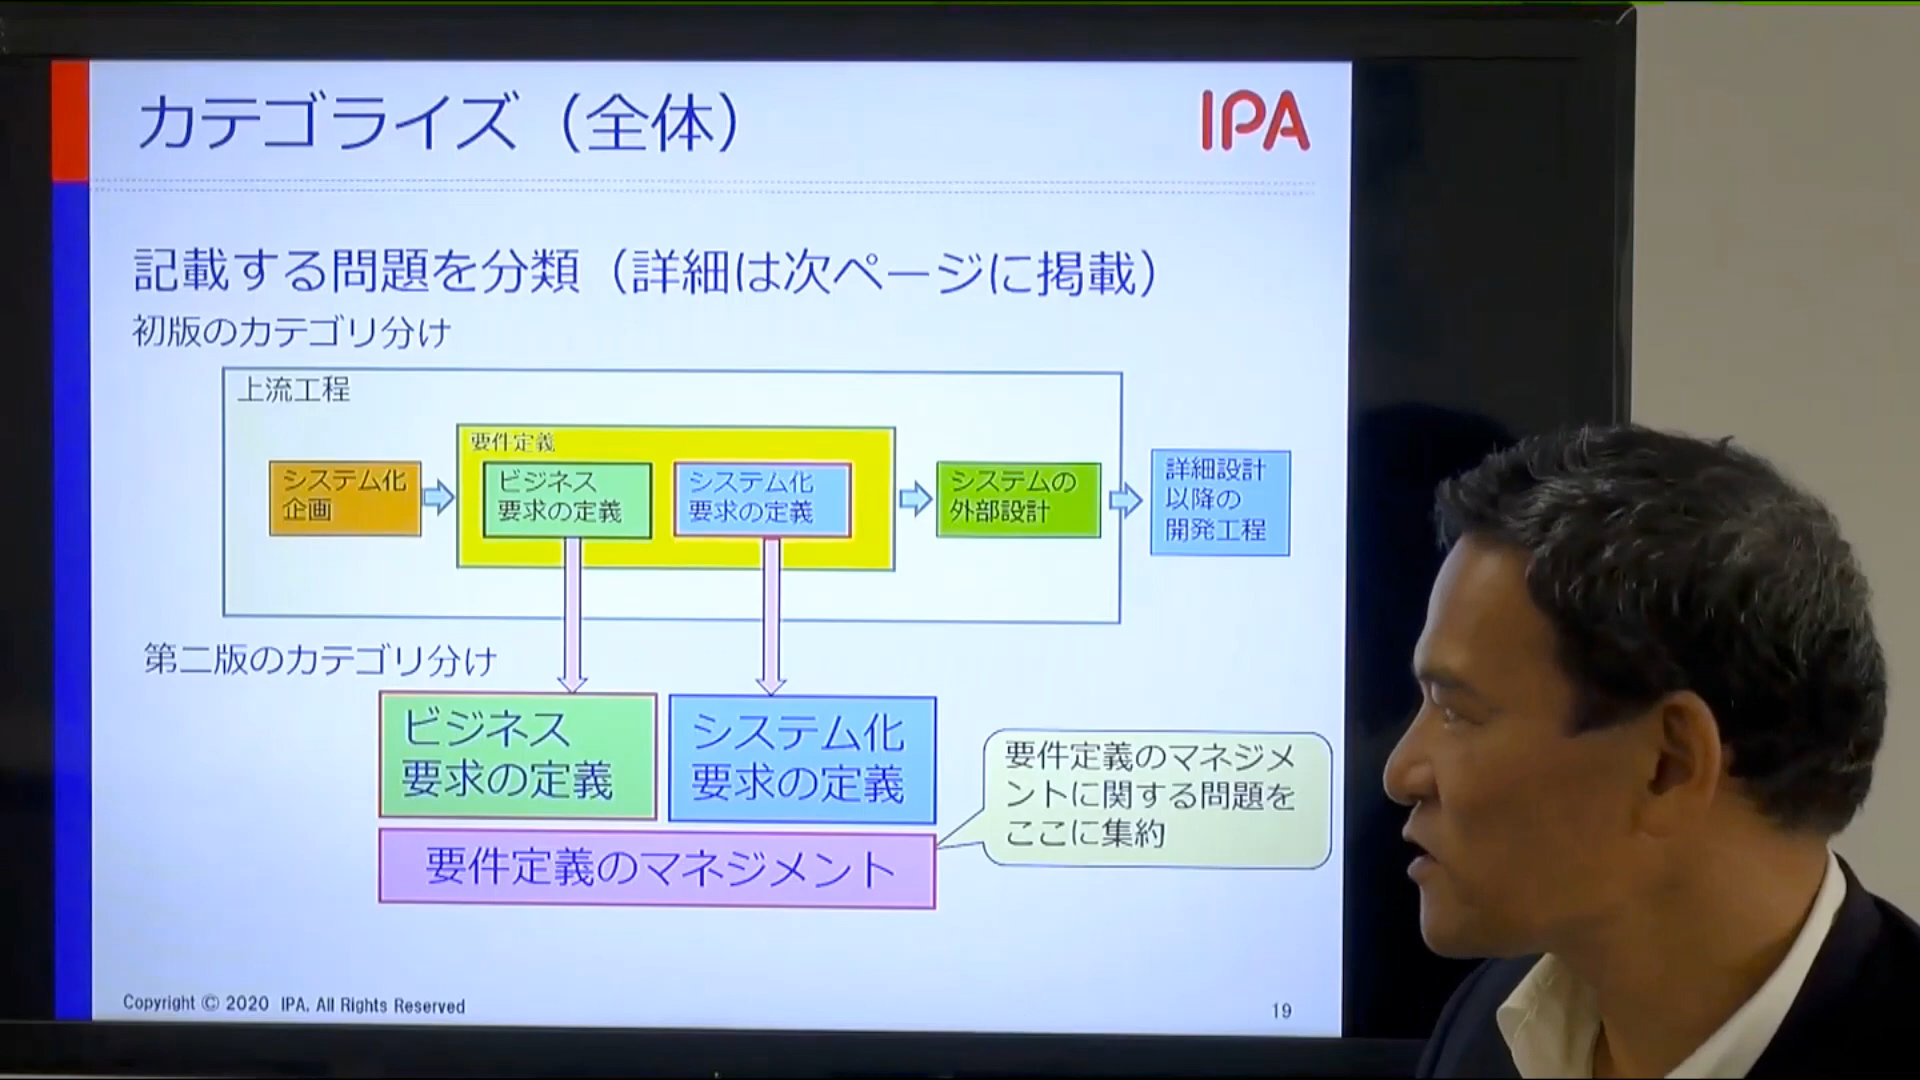 カテゴライズ（全体）
IPA
記載する問題を分類（詳細は次ページに掲載）
初版のカテゴリ分け
上流工程
要件定義
システム化
企画
ビジネス
要求の定義
システム化
要求の定義
システムの
外部設計
詳細設計
以降の
開発工程
第二版のカテゴリ分け
ビジネス
要求の定義
システム化
要求の定義
要件定義のマネジメント
要件定義のマネジメ
ントに関する問題を
ここに集約
Copyright © 2020 IPA, All Rights Reserved
19